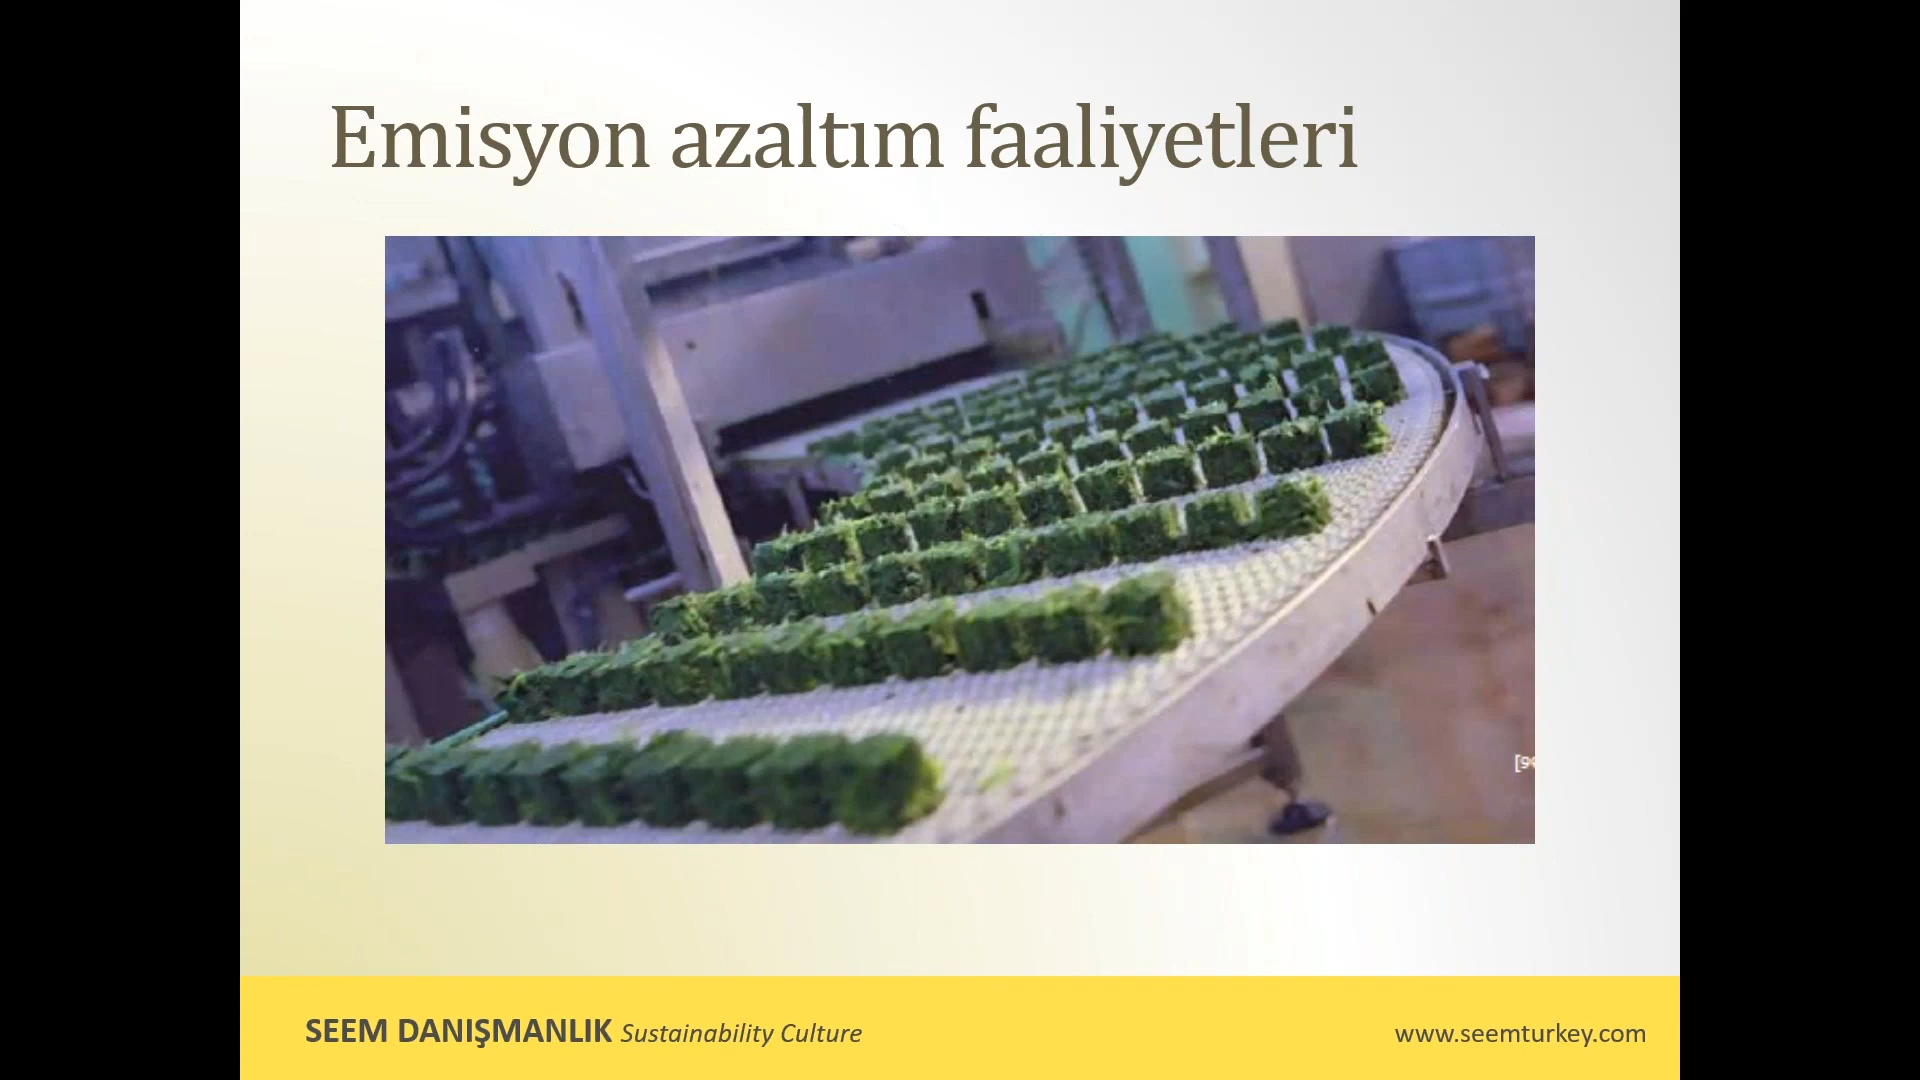 Emisyon azaltım faaliyetleri
SEEM DANIŞMANLIK Sustainability Culture
www.seemturkey.com